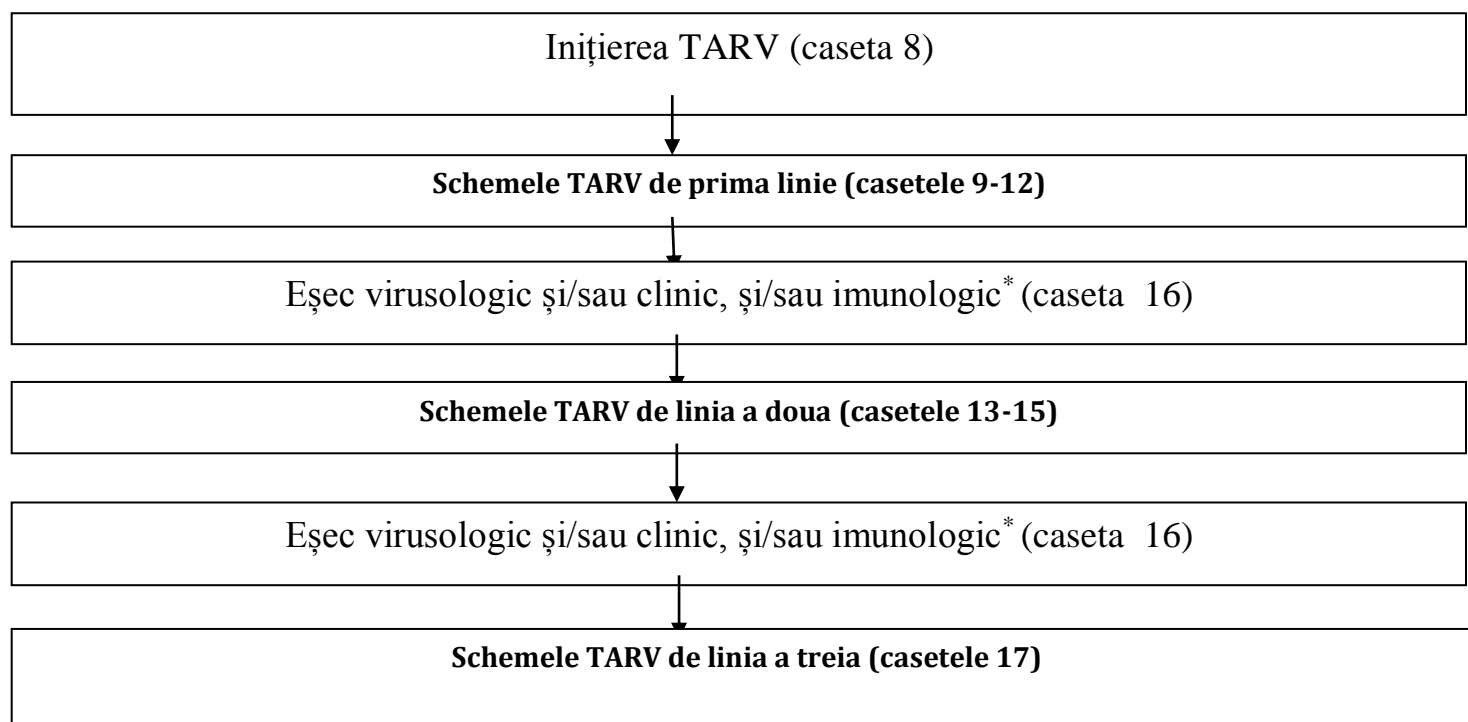 Inițierea TARV (caseta 8)
Schemele TARV de prima linie (casetele 9-12)
Eșec virusologic și/sau clinic, și/sau imunologic* (caseta 16)
Schemele TARV de linia a doua (casetele 13-15)
Eșec virusologic și/sau clinic, și/sau imunologic* (caseta 16)
Schemele TARV de linia a treia (casetele 17)